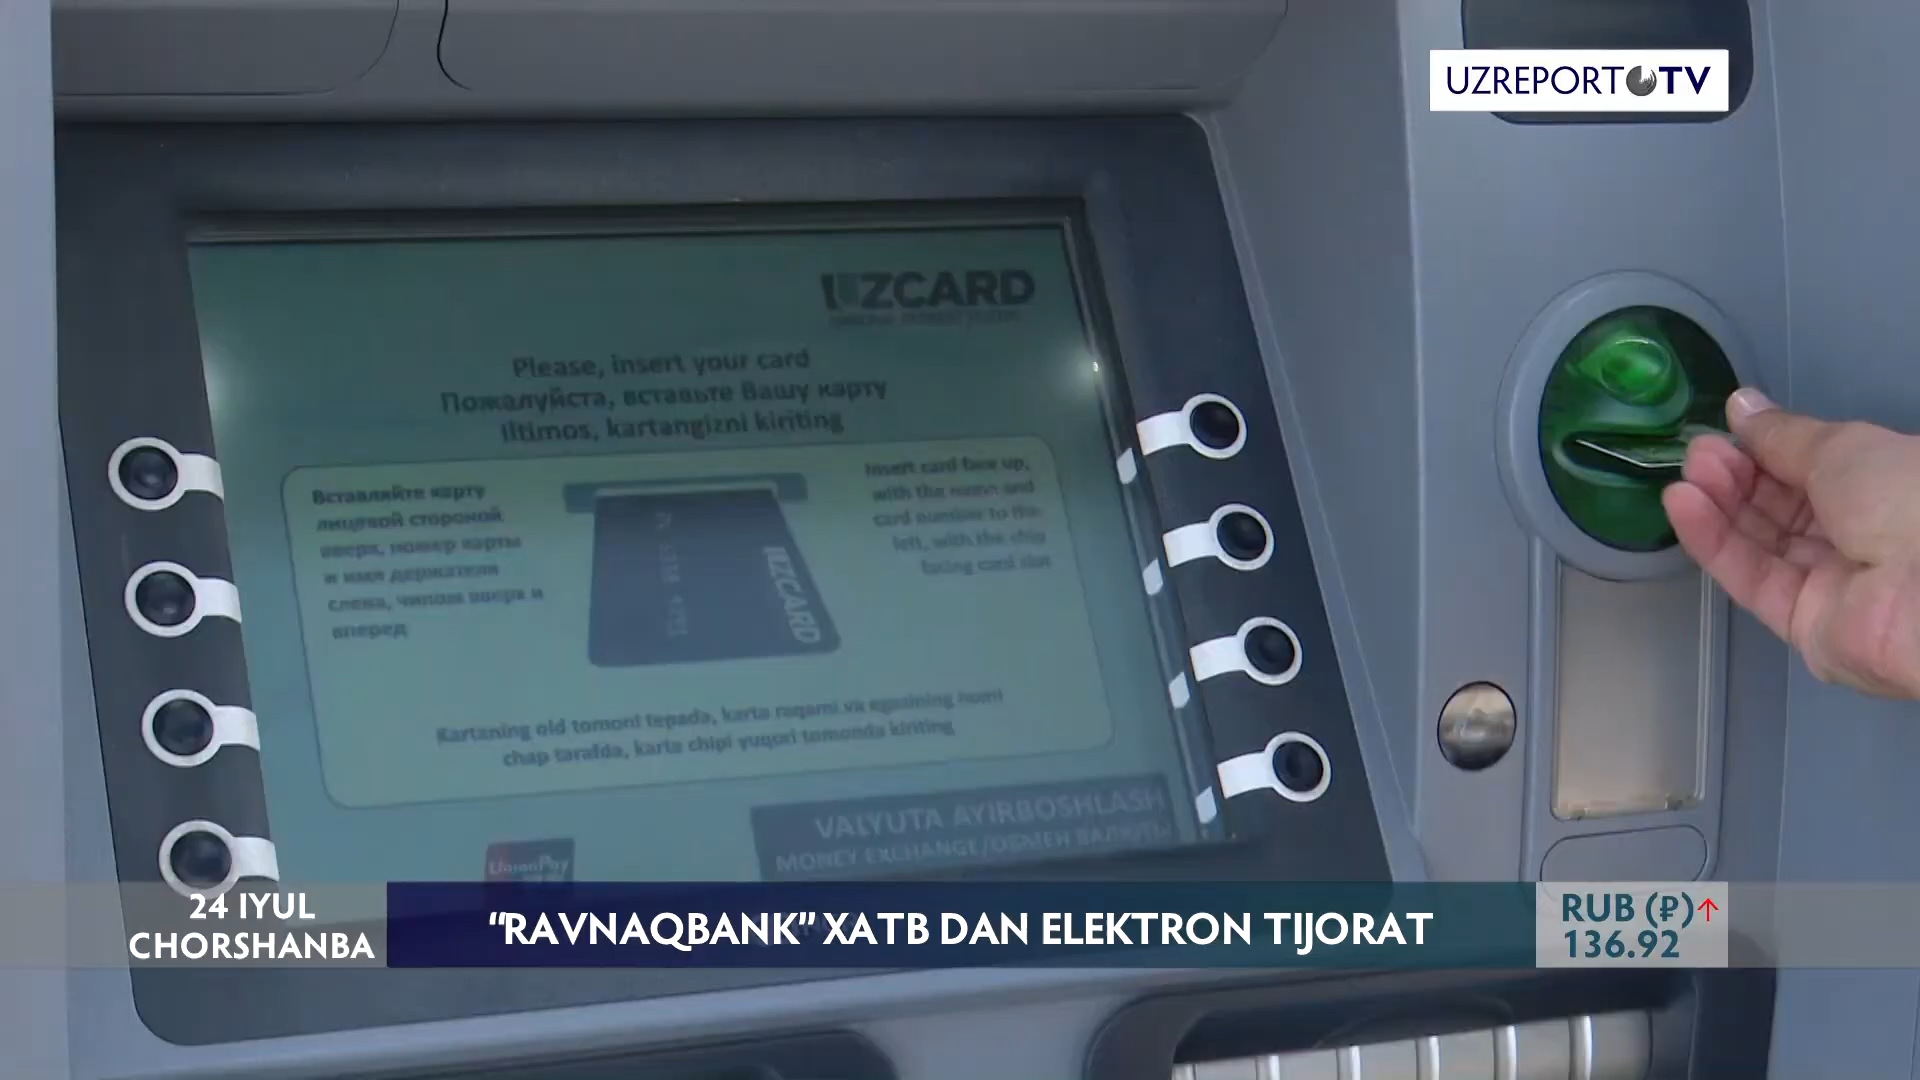 UZREPORT TV
UZCARD
Please, insert your card
Пожалуйста, вставьте Вашу карту
Iltimos, kartangizni kiriting
Вставляйте карту
лицевой стороной
вверх, номер карты
и имя держателя
слева, чипом вверх и
вперед
Insert card face up,
with the name and
card number to the
left, with the chip
facing card slot
UZCARD
Kartaning old tomoni tepada, karta raqami va egasining nomi
chap tarafda, karta chipi yuqori tomonda kiriting
VALYUTA AYIRBOSHLASH
MONEY EXCHANGE/ОБМЕН ВАЛЮТЫ
UnionPay
24 IYUL
CHORSHANBA
“RAVNAQBANK” XATB DAN ELEKTRON TIJORAT
RUB (₽)↑
136.92